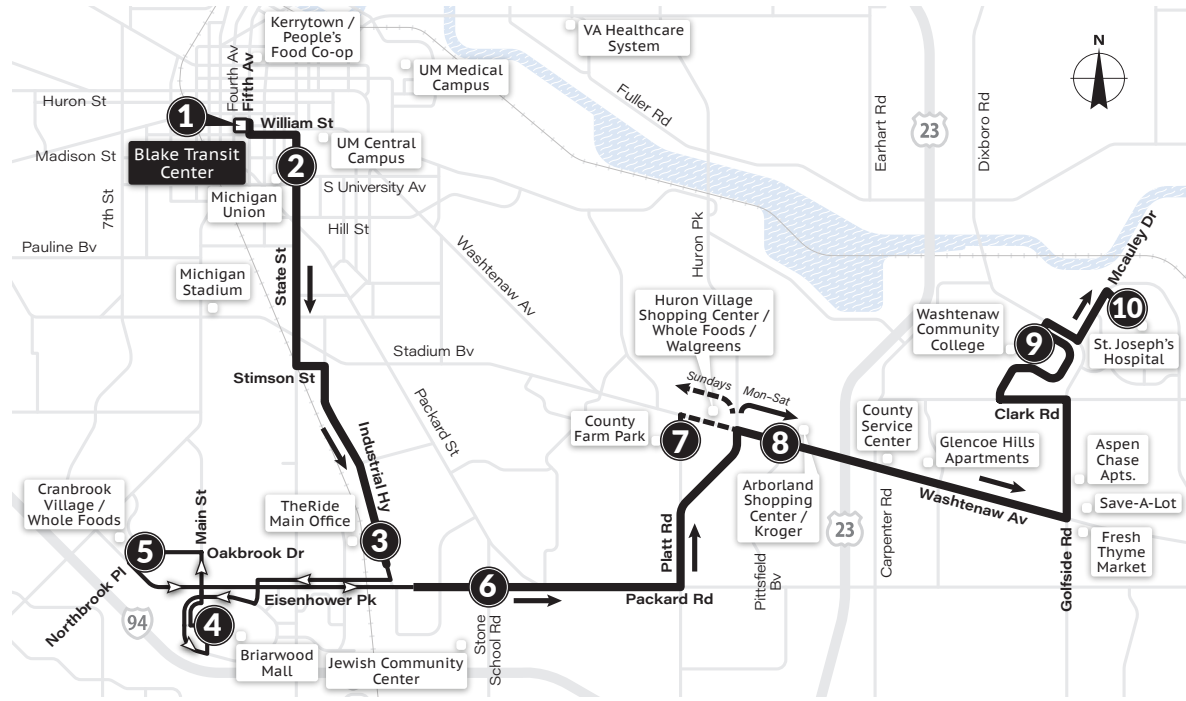 Kerrytown /
People's
Food Co-op
VA Healthcare
System
N
Fourth Av
Fifth Av
UM Medical
Campus
Huron St
1
William St
Fuller Rd
Earhart Rd
23
Dixboro Rd
Madison St
Blake Transit
Center
2
UM Central
Campus
S University Av
Michigan
Union
7th St
Hill St
Pauline Bv
Washtenaw Av
Huron Pk
Mcauley Dr
State St
Michigan
Stadium
Huron Village
Shopping Center /
Whole Foods /
Walgreens
Washtenaw
Community
College
9
10
St. Joseph's
Hospital
Stadium Bv
Stimson St
Sundays
Mon–Sat
Packard St
Clark Rd
County
Farm Park
7
8
County
Service
Center
Glencoe Hills
Apartments
Aspen
Chase
Apts.
Industrial Hy
Cranbrook
Village /
Whole Foods
Main St
TheRide
Main Office
3
Arborland
Shopping
Center /
Kroger
Washtenaw Av
Save-A-Lot
23
Carpenter Rd
Fresh
Thyme
Market
5
Oakbrook Dr
Platt Rd
Golfside Rd
Northbrook Pl
Eisenhower Pk
6
Packard Rd
Pittsfield
Bv
94
4
Briarwood
Mall
Jewish Community
Center
Stone
School Rd